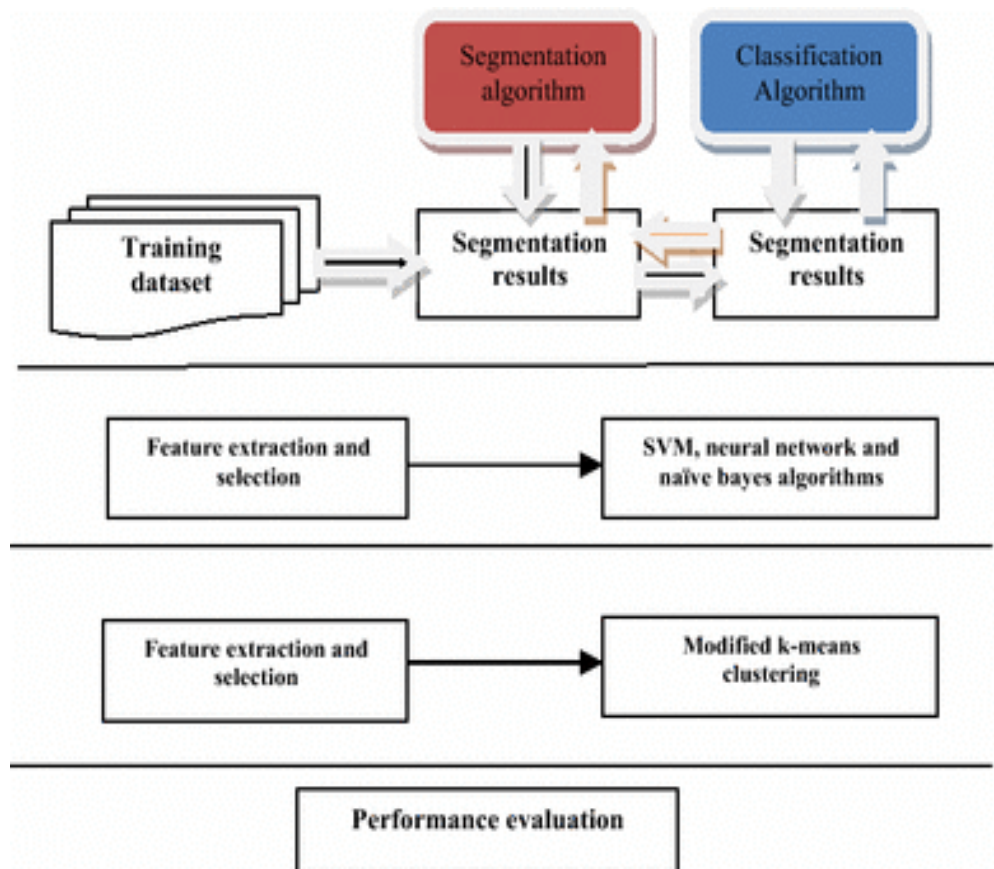 Segmentation
algorithm
Classification
Algorithm
Training
dataset
Segmentation
results
Segmentation
results
Feature extraction and
selection
SVM, neural network and
naïve bayes algorithms
Feature extraction and
selection
Modified k-means
clustering
Performance evaluation